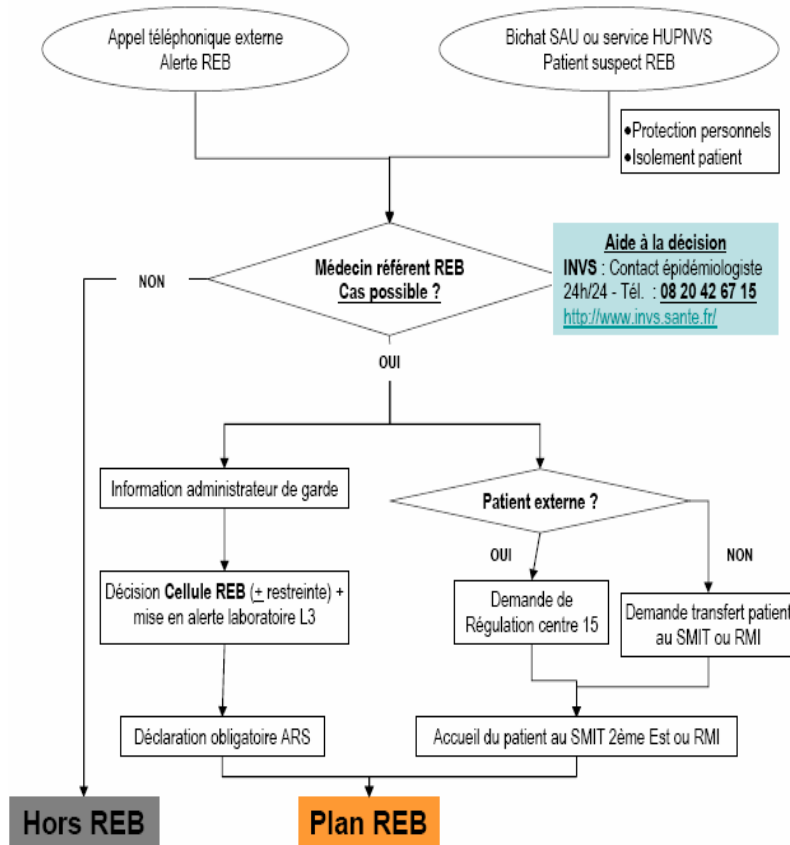 Appel téléphonique externe
Alerte REB
Bichat SAU ou service HUPNVS
Patient suspect REB
•Protection personnels
•Isolement patient
Médecin référent REB
Cas possible ?
Aide à la décision
INVS : Contact épidémiologiste
24h/24 - Tél. : 08 20 42 67 15
http://www.invs.sante.fr/
NON
OUI
Information administrateur de garde
Patient externe ?
OUI
NON
Décision Cellule REB (± restreinte) +
mise en alerte laboratoire L3
Demande de
Régulation centre 15
Demande transfert patient
au SMIT ou RMI
Déclaration obligatoire ARS
Accueil du patient au SMIT 2ème Est ou RMI
Hors REB
Plan REB